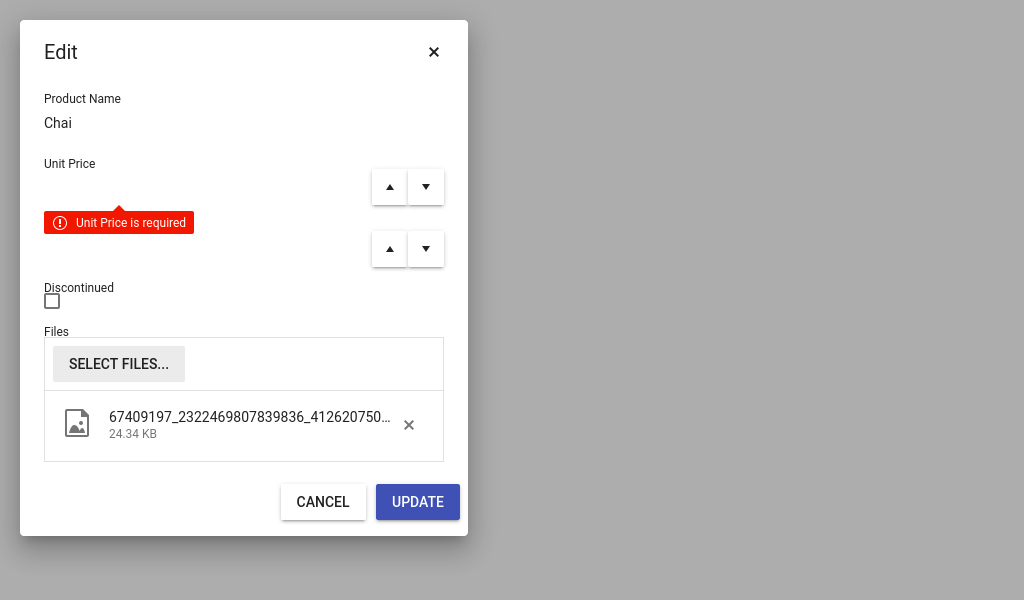 Edit
Product Name
Chai
Unit Price
Unit Price is required
Discontinued
Files
SELECT FILES...
67409197_2322469807839836_412620750...
24.34 KB
CANCEL
UPDATE